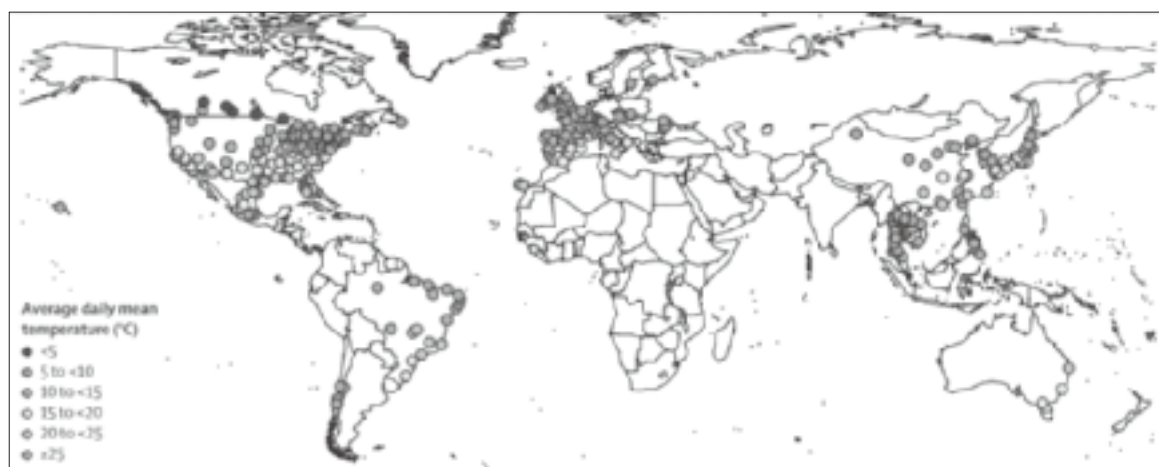 Average daily mean
temperature (°C)
<5
5 to <10
10 to <15
15 to <20
20 to <25
≥25